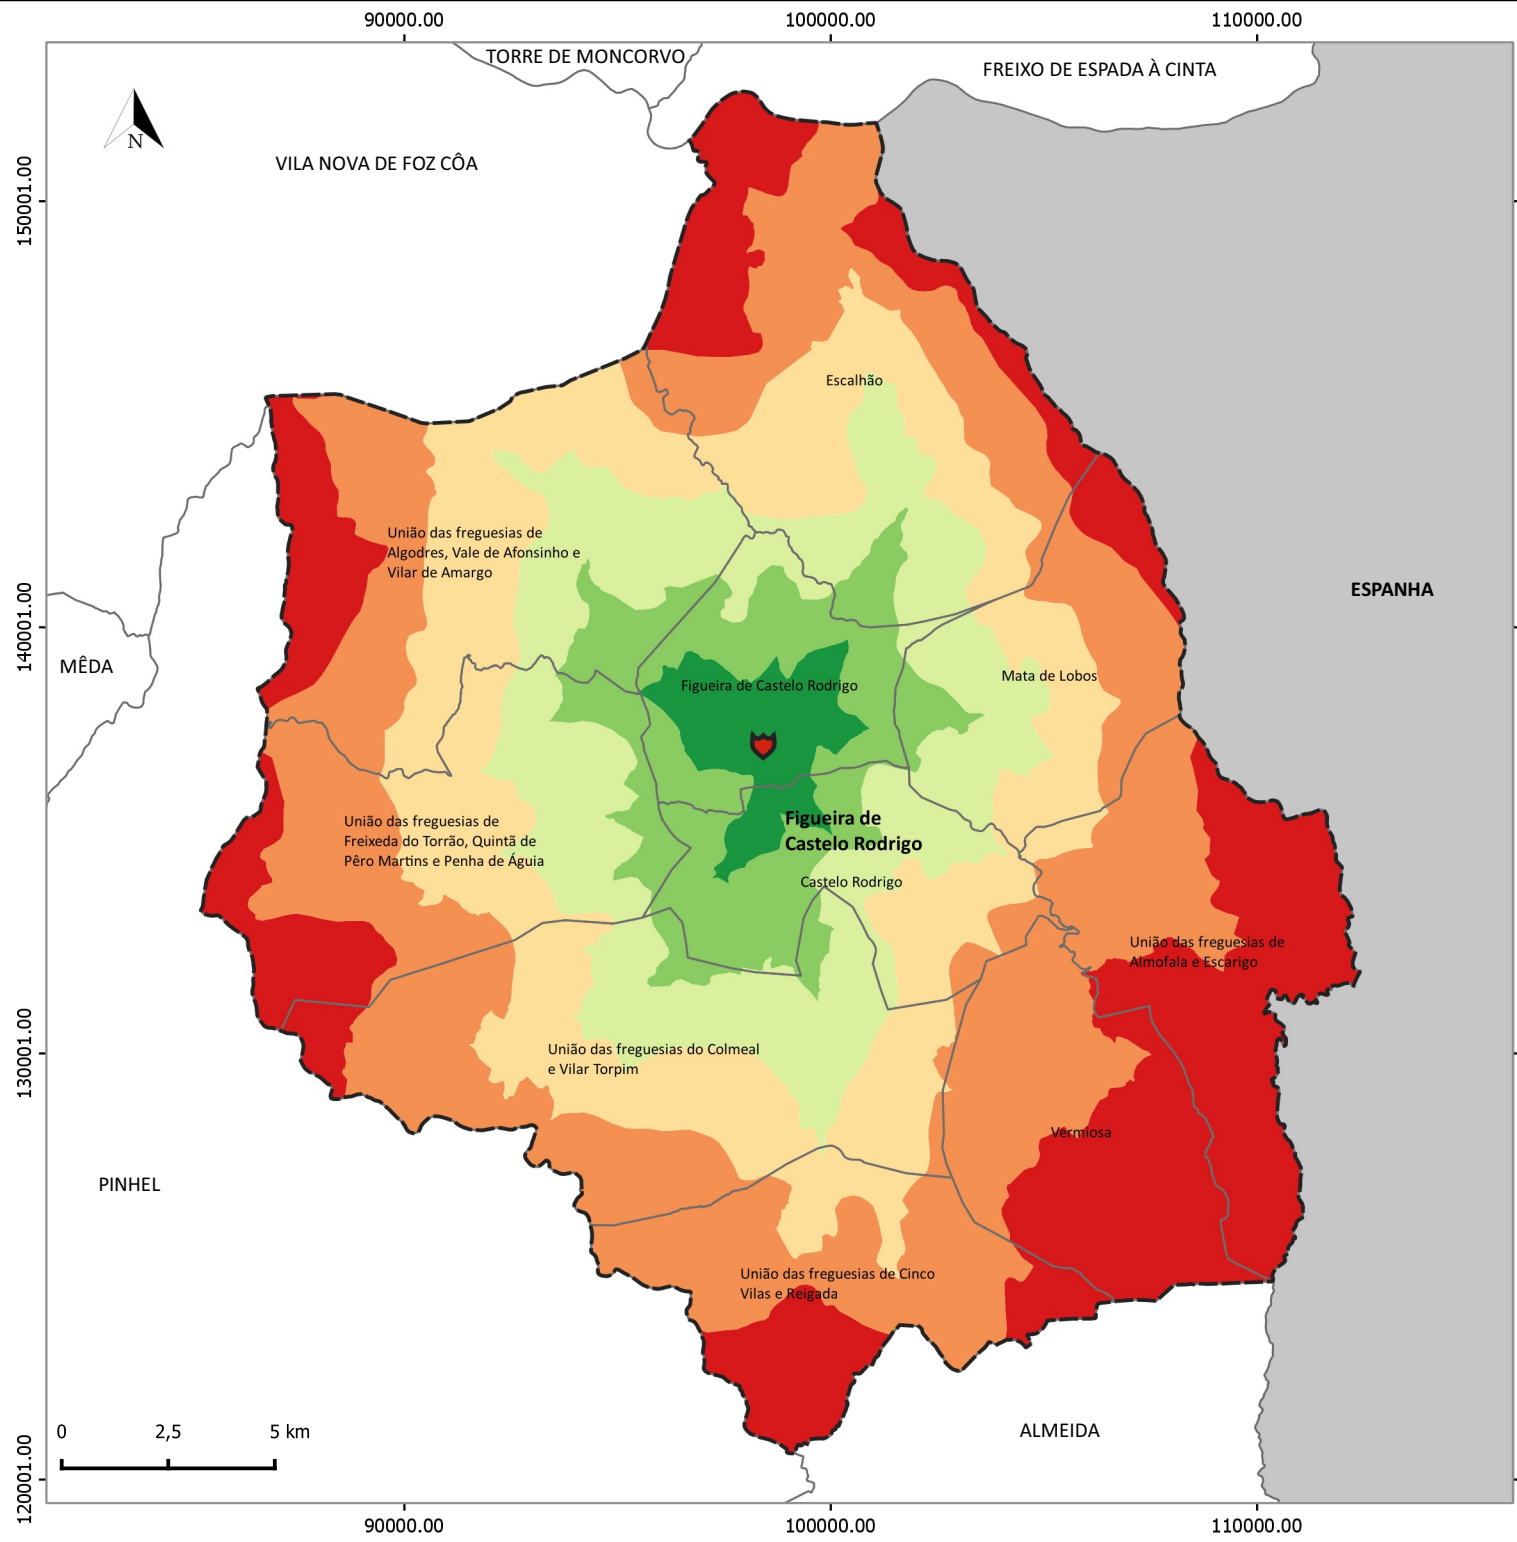 90000.00
100000.00
110000.00
TORRE DE MONCORVO
FREIXO DE ESPADA À CINTA
N
VILA NOVA DE FOZ CÔA
150001.00
Escalhão
União das freguesias de
Algodres, Vale de Afonsinho e
Vilar de Amargo
ESPANHA
140001.00
MÊDA
Mata de Lobos
Figueira de Castelo Rodrigo
União das freguesias de
Freixeda do Torrão, Quintã de
Pêro Martins e Penha de Águia
Figueira de
Castelo Rodrigo
Castelo Rodrigo
União das freguesias de
Almofala e Escarigo
130001.00
União das freguesias do Colmeal
e Vilar Torpim
Vermiosa
PINHEL
União das freguesias de Cinco
Vilas e Reigada
0
2,5
5 km
ALMEIDA
120001.00
90000.00
100000.00
110000.00